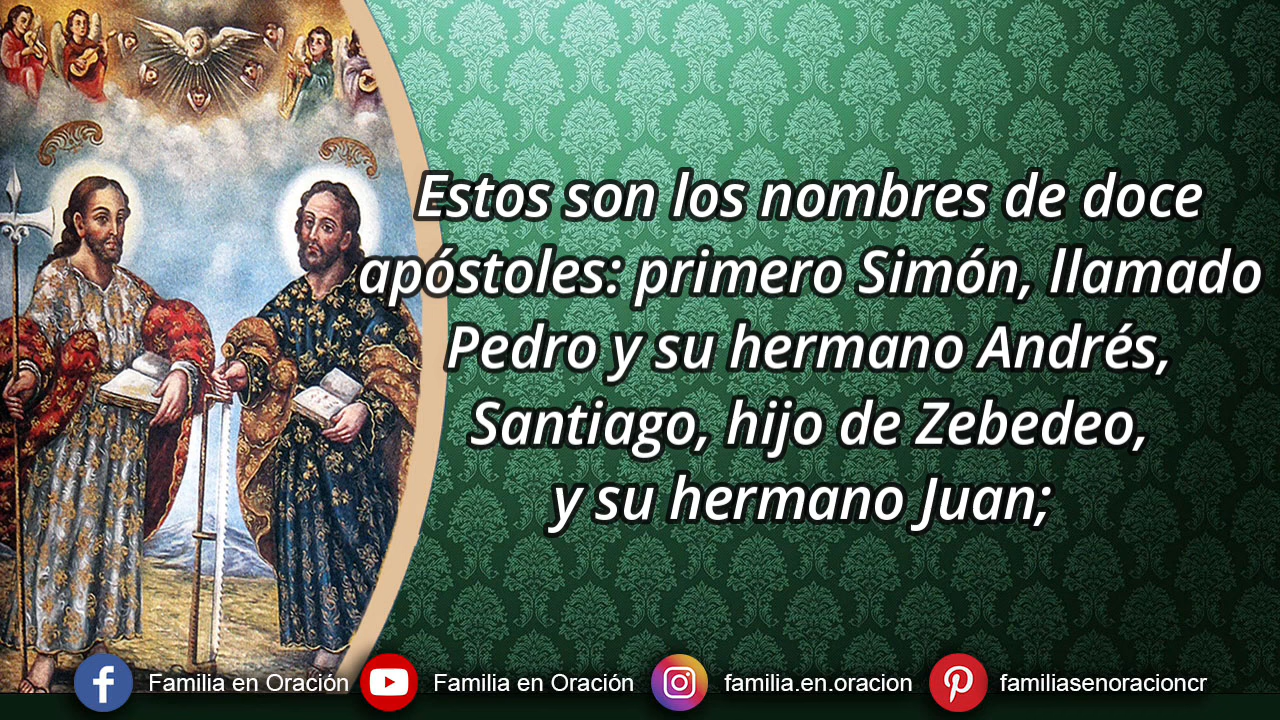 Estos son los nombres de doce
apóstoles: primero Simón, llamado
Pedro y su hermano Andrés,
Santiago, hijo de Zebedeo,
y su hermano Juan;
Familia en Oración
Familia en Oración
familia.en.oracion
familiasenoracioncr